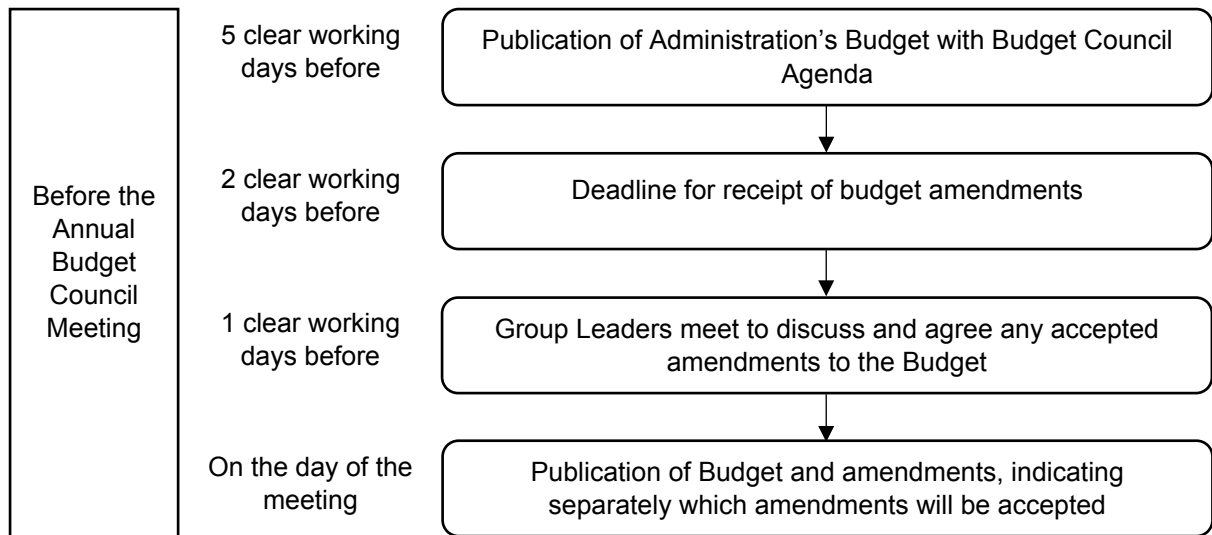 Before the
Annual
Budget
Council
Meeting
5 clear working
days before
Publication of Administration’s Budget with Budget Council
Agenda
2 clear working
days before
Deadline for receipt of budget amendments
1 clear working
days before
Group Leaders meet to discuss and agree any accepted
amendments to the Budget
On the day of the
meeting
Publication of Budget and amendments, indicating
separately which amendments will be accepted